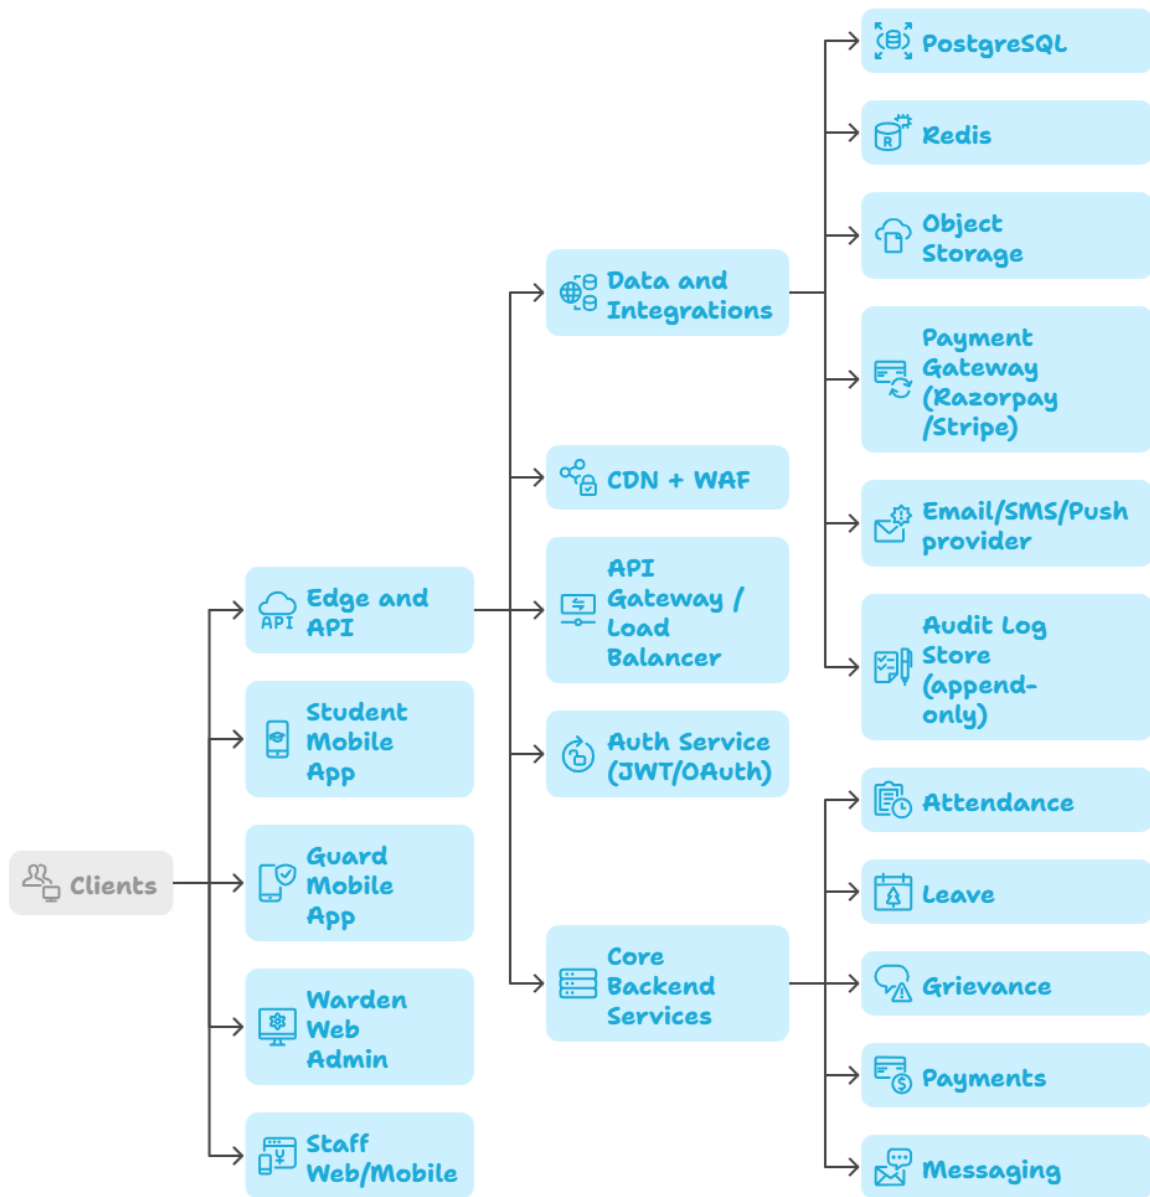 PostgreSQL
Redis
Object
Storage
Data and
Integrations
Payment
Gateway
(Razorpay
/Stripe)
CDN + WAF
Email/SMS/Push
provider
API
Gateway /
Load
Balancer
Edge and
API
API
Audit Log
Store
(append-
only)
Student
Mobile
App
Auth Service
(JWT/OAuth)
Attendance
Guard
Mobile
App
Clients
Leave
Core
Backend
Services
Grievance
Warden
Web
Admin
Payments
Staff
Web/Mobile
Messaging
R